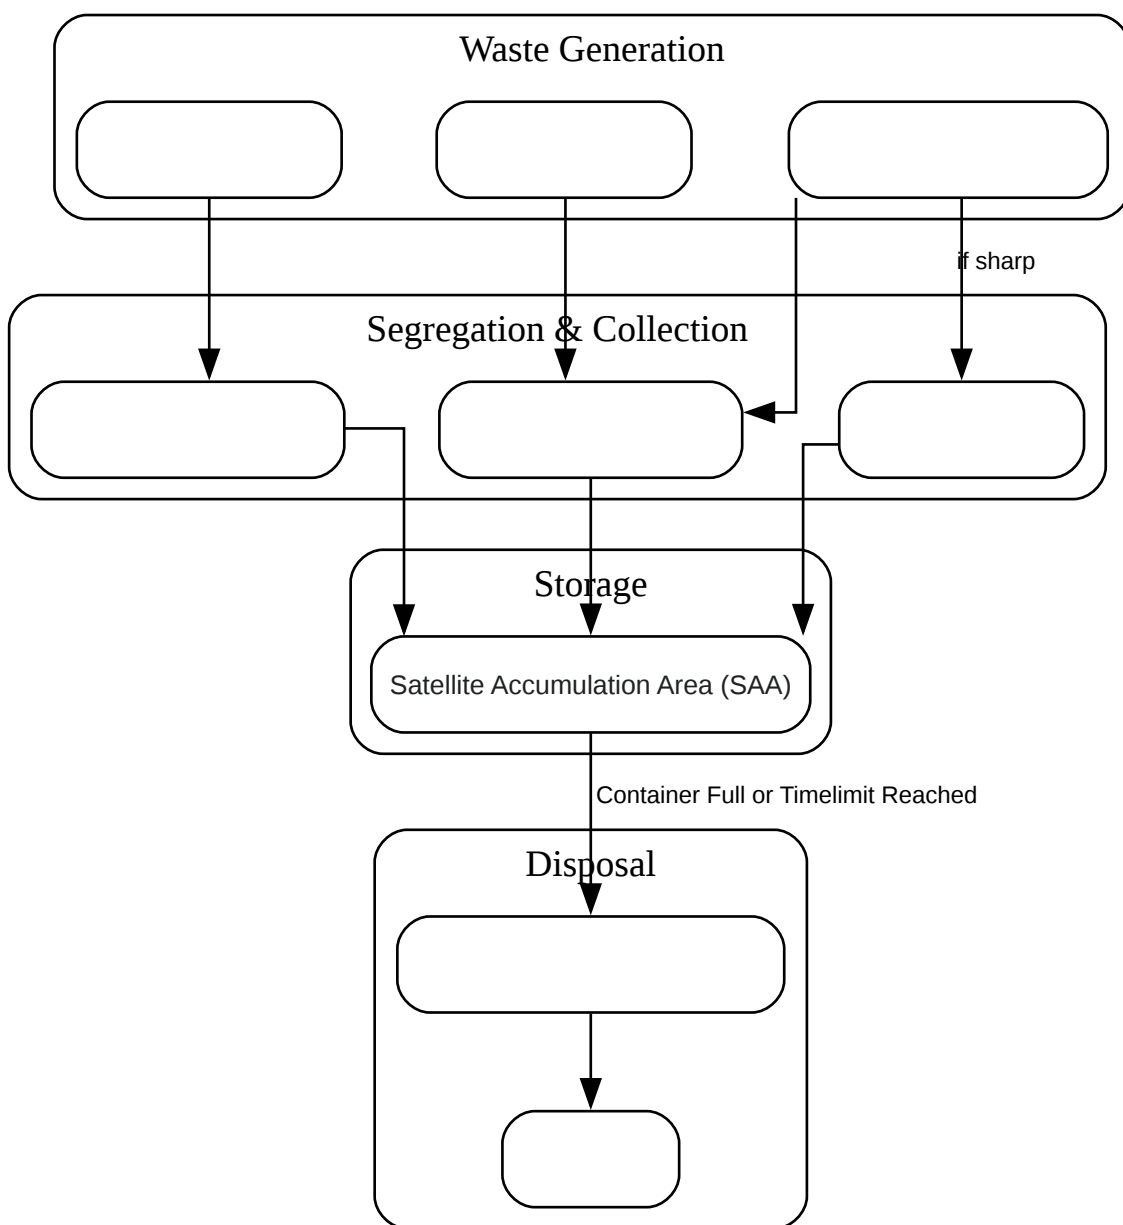 Waste Generation
if sharp
Segregation & Collection
Storage
Satellite Accumulation Area (SAA)
Container Full or Timelimit Reached
Disposal